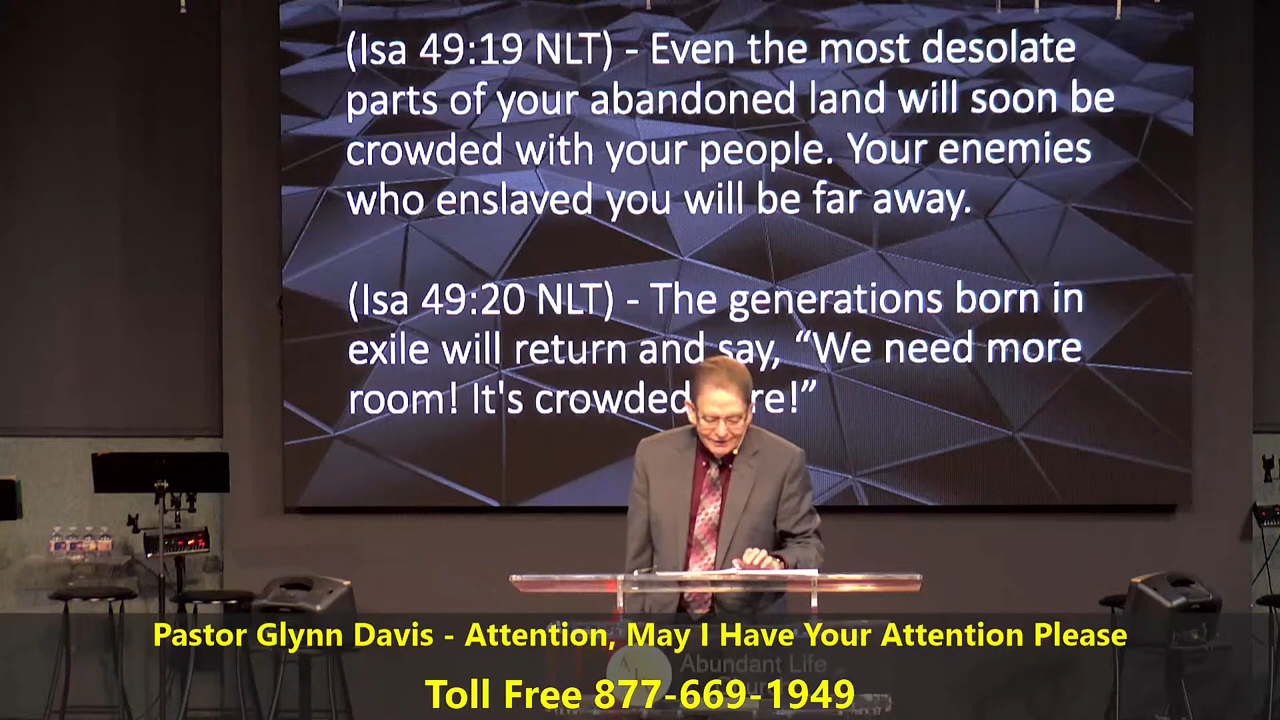 (Isa 49:19 NLT) - Even the most desolate
parts of your abandoned land will soon be
crowded with your people. Your enemies
who enslaved you will be far away.
(Isa 49:20 NLT) - The generations born in
exile will return and say, “We need more
room! It's crowded re!”
Pastor Glynn Davis - Attention, May I Have Your Attention Please
Abundant Life
Toll Free 877-669-1949